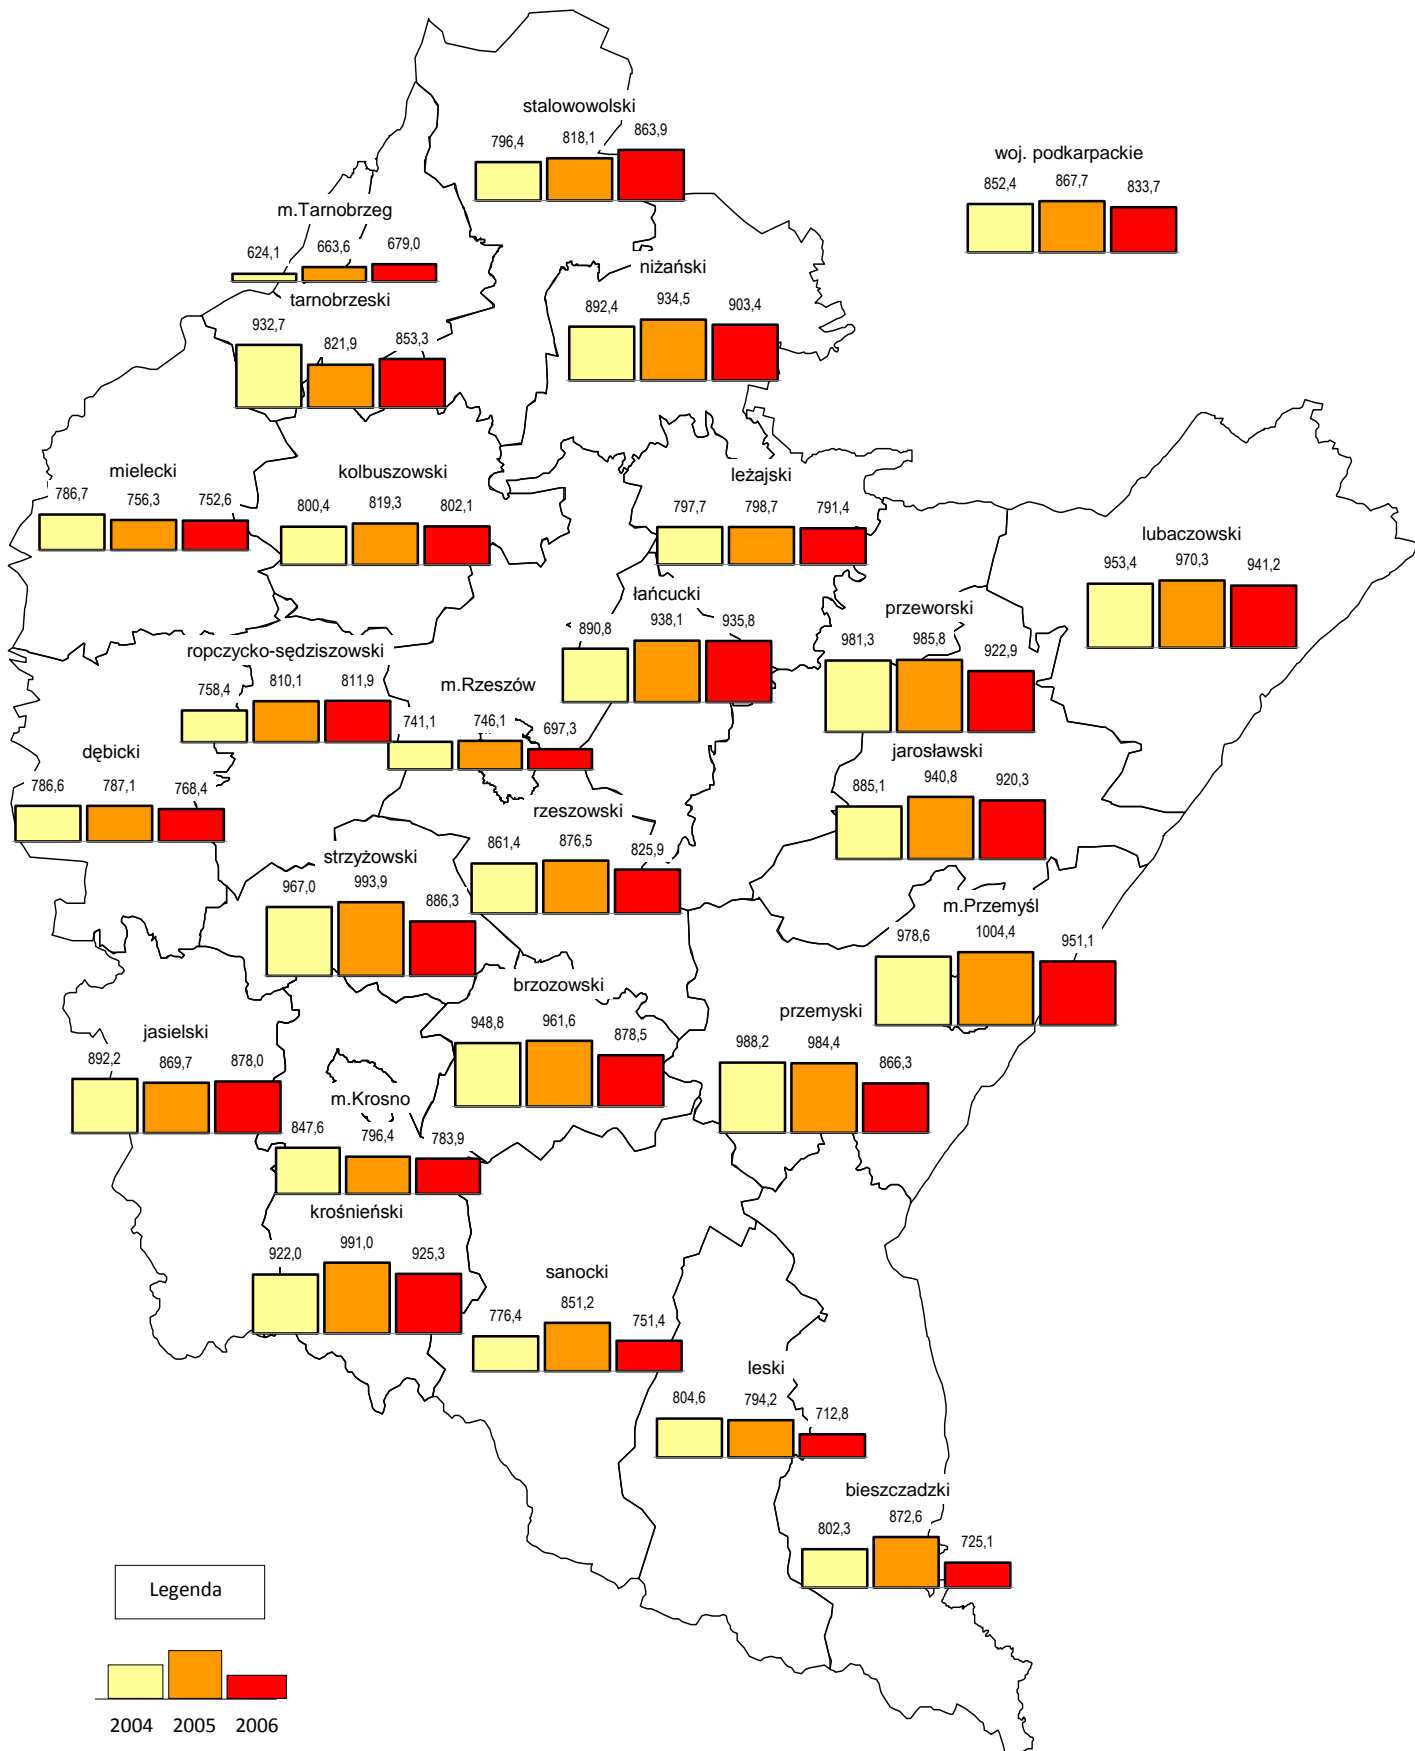 stalowowolski
796,4 818,1 863,9
woj. podkarpackie
852,4 867,7 833,7
m.Tarnobrzeg
624,1 663,6 679,0
niżański
892,4 934,5 903,4
tarnobrzeski
932,7 821,9 853,3
mielecki
786,7 756,3 752,6
kolbuszowski
800,4 819,3 802,1
leżajski
797,7 798,7 791,4
lubaczowski
953,4 970,3 941,2
łańcucki
890,8 938,1 935,8
przeworski
981,3 985,8 922,9
ropczycko-sędziszowski
758,4 810,1 811,9
m.Rzeszów
741,1 746,1 697,3
dębicki
786,6 787,1 768,4
jarosławski
885,1 940,8 920,3
rzeszowski
861,4 876,5 825,9
strzyżowski
967,0 993,9 886,3
m.Przemyśl
978,6 1004,4 951,1
brzozowski
948,8 961,6 878,5
przemyski
988,2 984,4 866,3
jasielski
892,2 869,7 878,0
m.Krosno
847,6 796,4 783,9
krośnieński
922,0 991,0 925,3
sanocki
776,4 851,2 751,4
leski
804,6 794,2 712,8
bieszczadzki
802,3 872,6 725,1
Legenda
2004 2005 2006